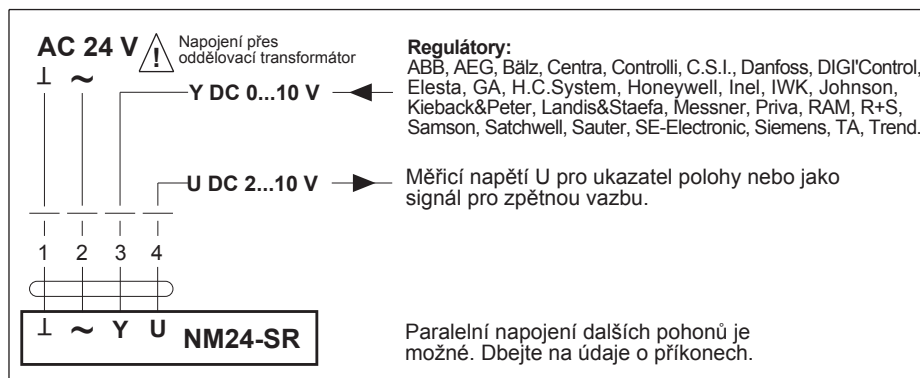 AC 24 V
Napojení přes
oddělovací transformátor
!
⊥ ~
Y DC 0...10 V
Regulátory:
ABB, AEG, Bälz, Centra, Controlli, C.S.I., Danfoss, DIGI'Control,
Elesta, GA, H.C.System, Honeywell, Inel, IWK, Johnson,
Kieback&Peter, Landis&Staefa, Messner, Priva, RAM, R+S,
Samson, Satchwell, Sauter, SE-Electronic, Siemens, TA, Trend.
U DC 2...10 V
Měřicí napětí U pro ukazatel polohy nebo jako
signál pro zpětnou vazbu.
1 2 3 4
⊥ ~ Y U NM24-SR
Paralelní napojení dalších pohonů je
možné. Dbejte na údaje o příkonech.